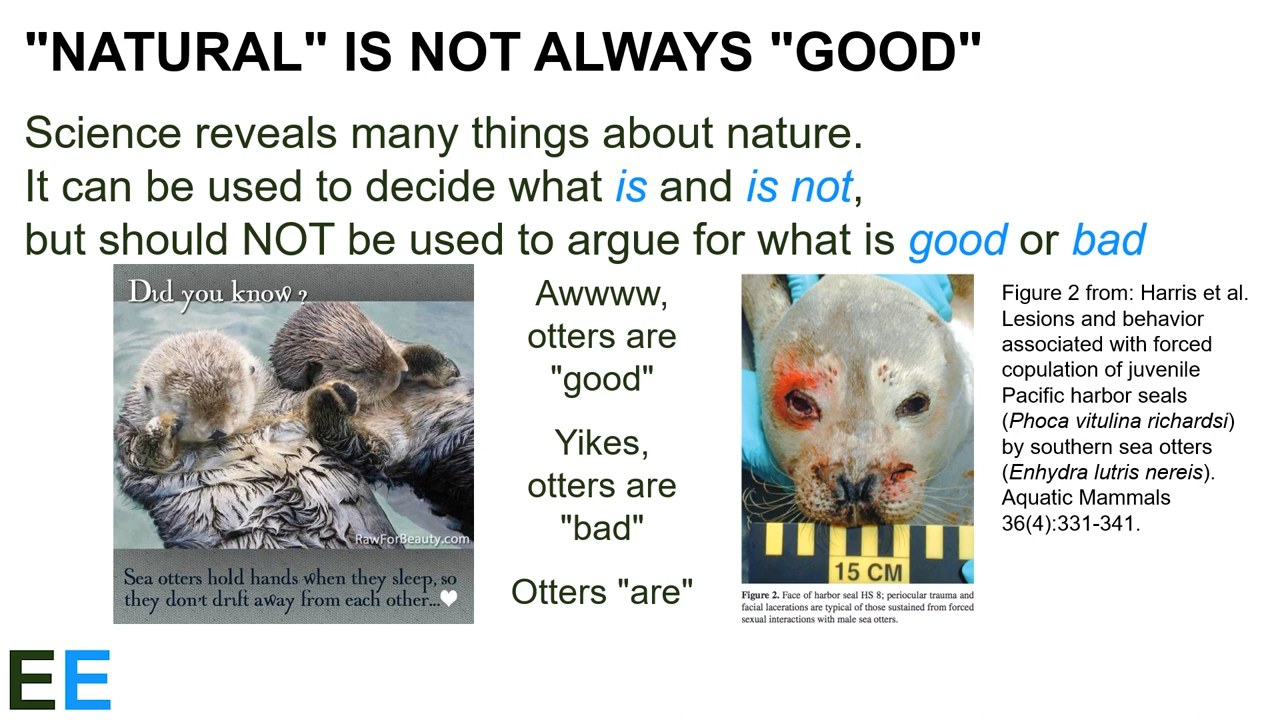 "NATURAL" IS NOT ALWAYS "GOOD"
Science reveals many things about nature.
It can be used to decide what is and is not,
but should NOT be used to argue for what is good or bad
Did you know ?
RawForBeauty.com
Sea otters hold hands when they sleep, so
they don't drift away from each other...
Awwww,
otters are
"good"
Yikes,
otters are
"bad"
Otters "are"
15 CM
Figure 2. Face of harbor seal HS 8; periocular trauma and
facial lacerations are typical of those sustained from forced
sexual interactions with male sea otters.
Figure 2 from: Harris et al.
Lesions and behavior
associated with forced
copulation of juvenile
Pacific harbor seals
(Phoca vitulina richardsi)
by southern sea otters
(Enhydra lutris nereis).
Aquatic Mammals
36(4):331-341.
EE